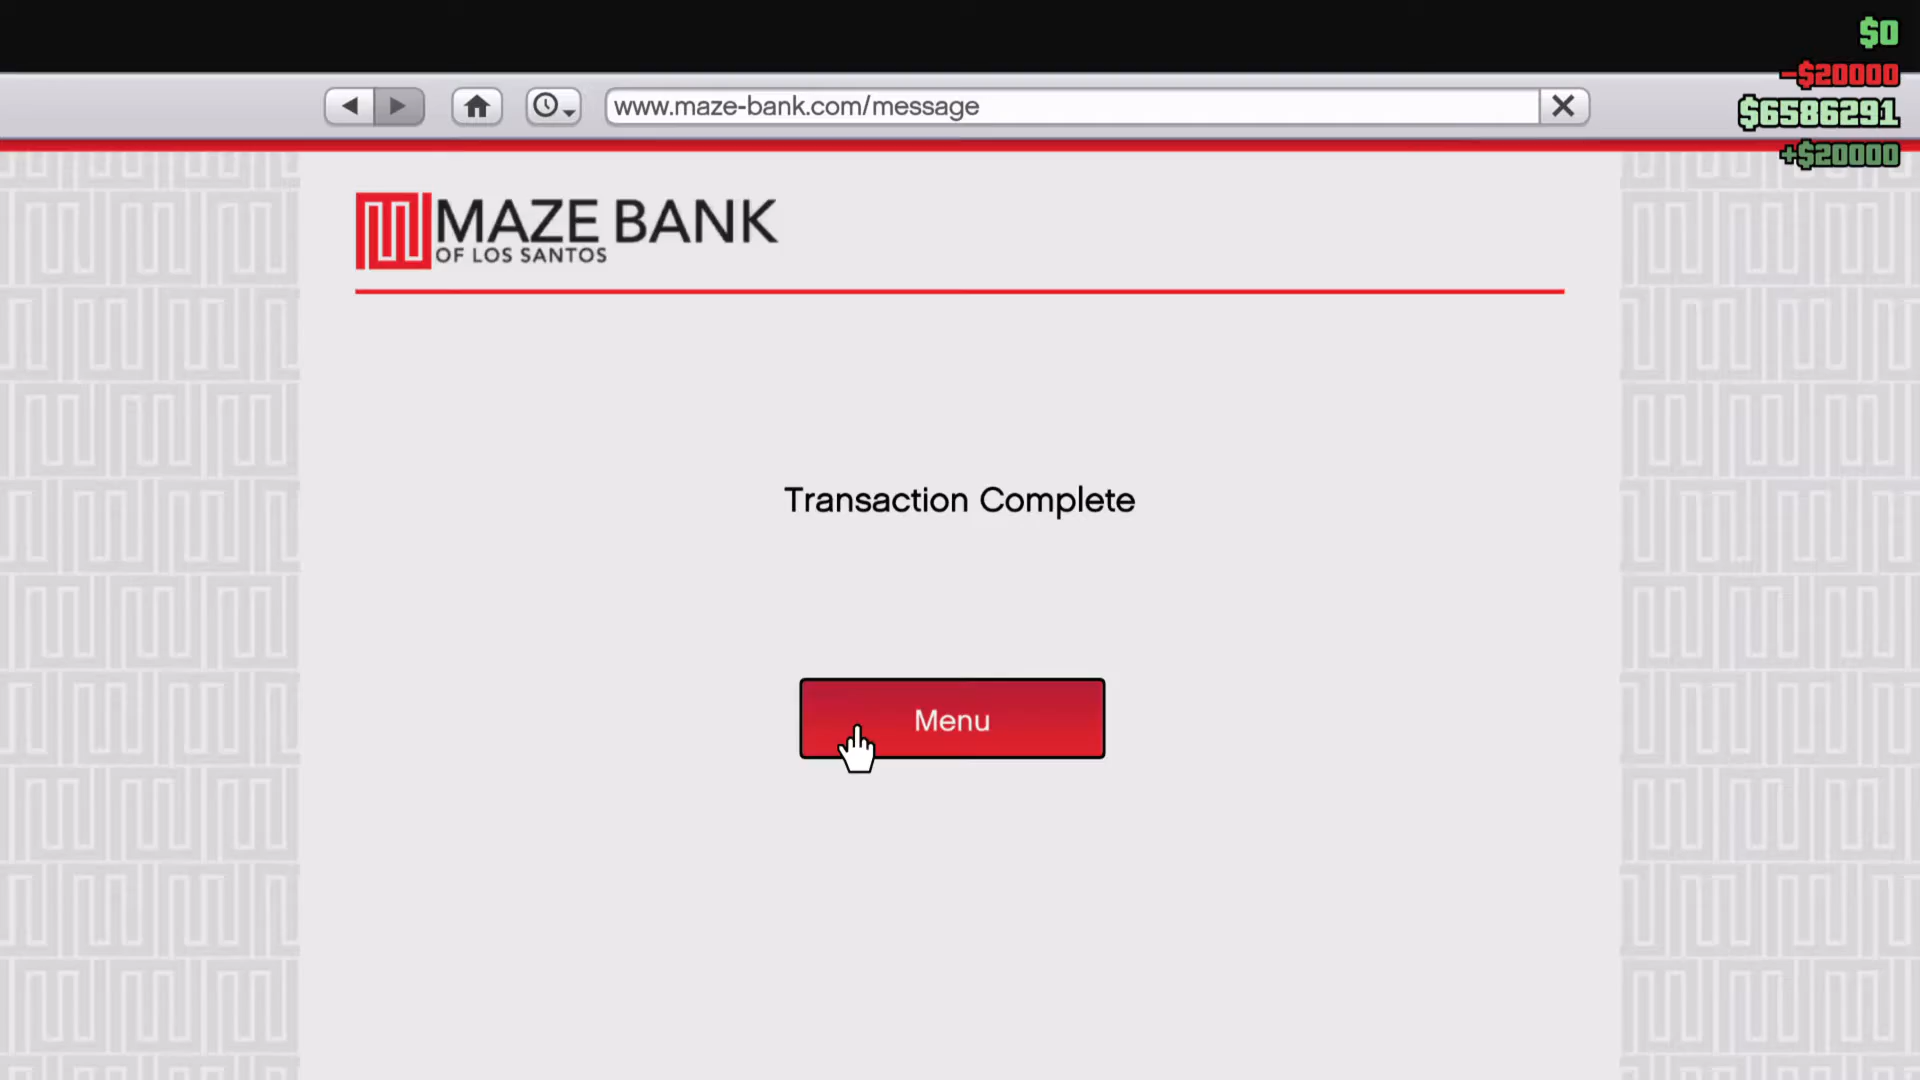 $0
-$20000
www.maze-bank.com/message
$6586291
+$20000
MAZE BANK
OF LOS SANTOS
Transaction Complete
Menu